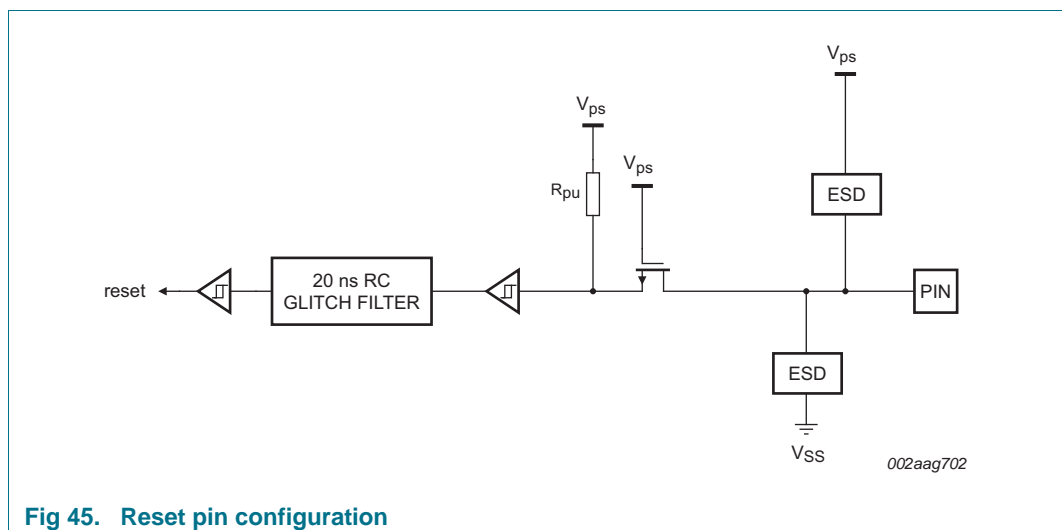 Vps
Vps
Vps
Rpu
ESD
reset
20 ns RC
GLITCH FILTER
PIN
ESD
VSS
002aag702
Fig 45. Reset pin configuration